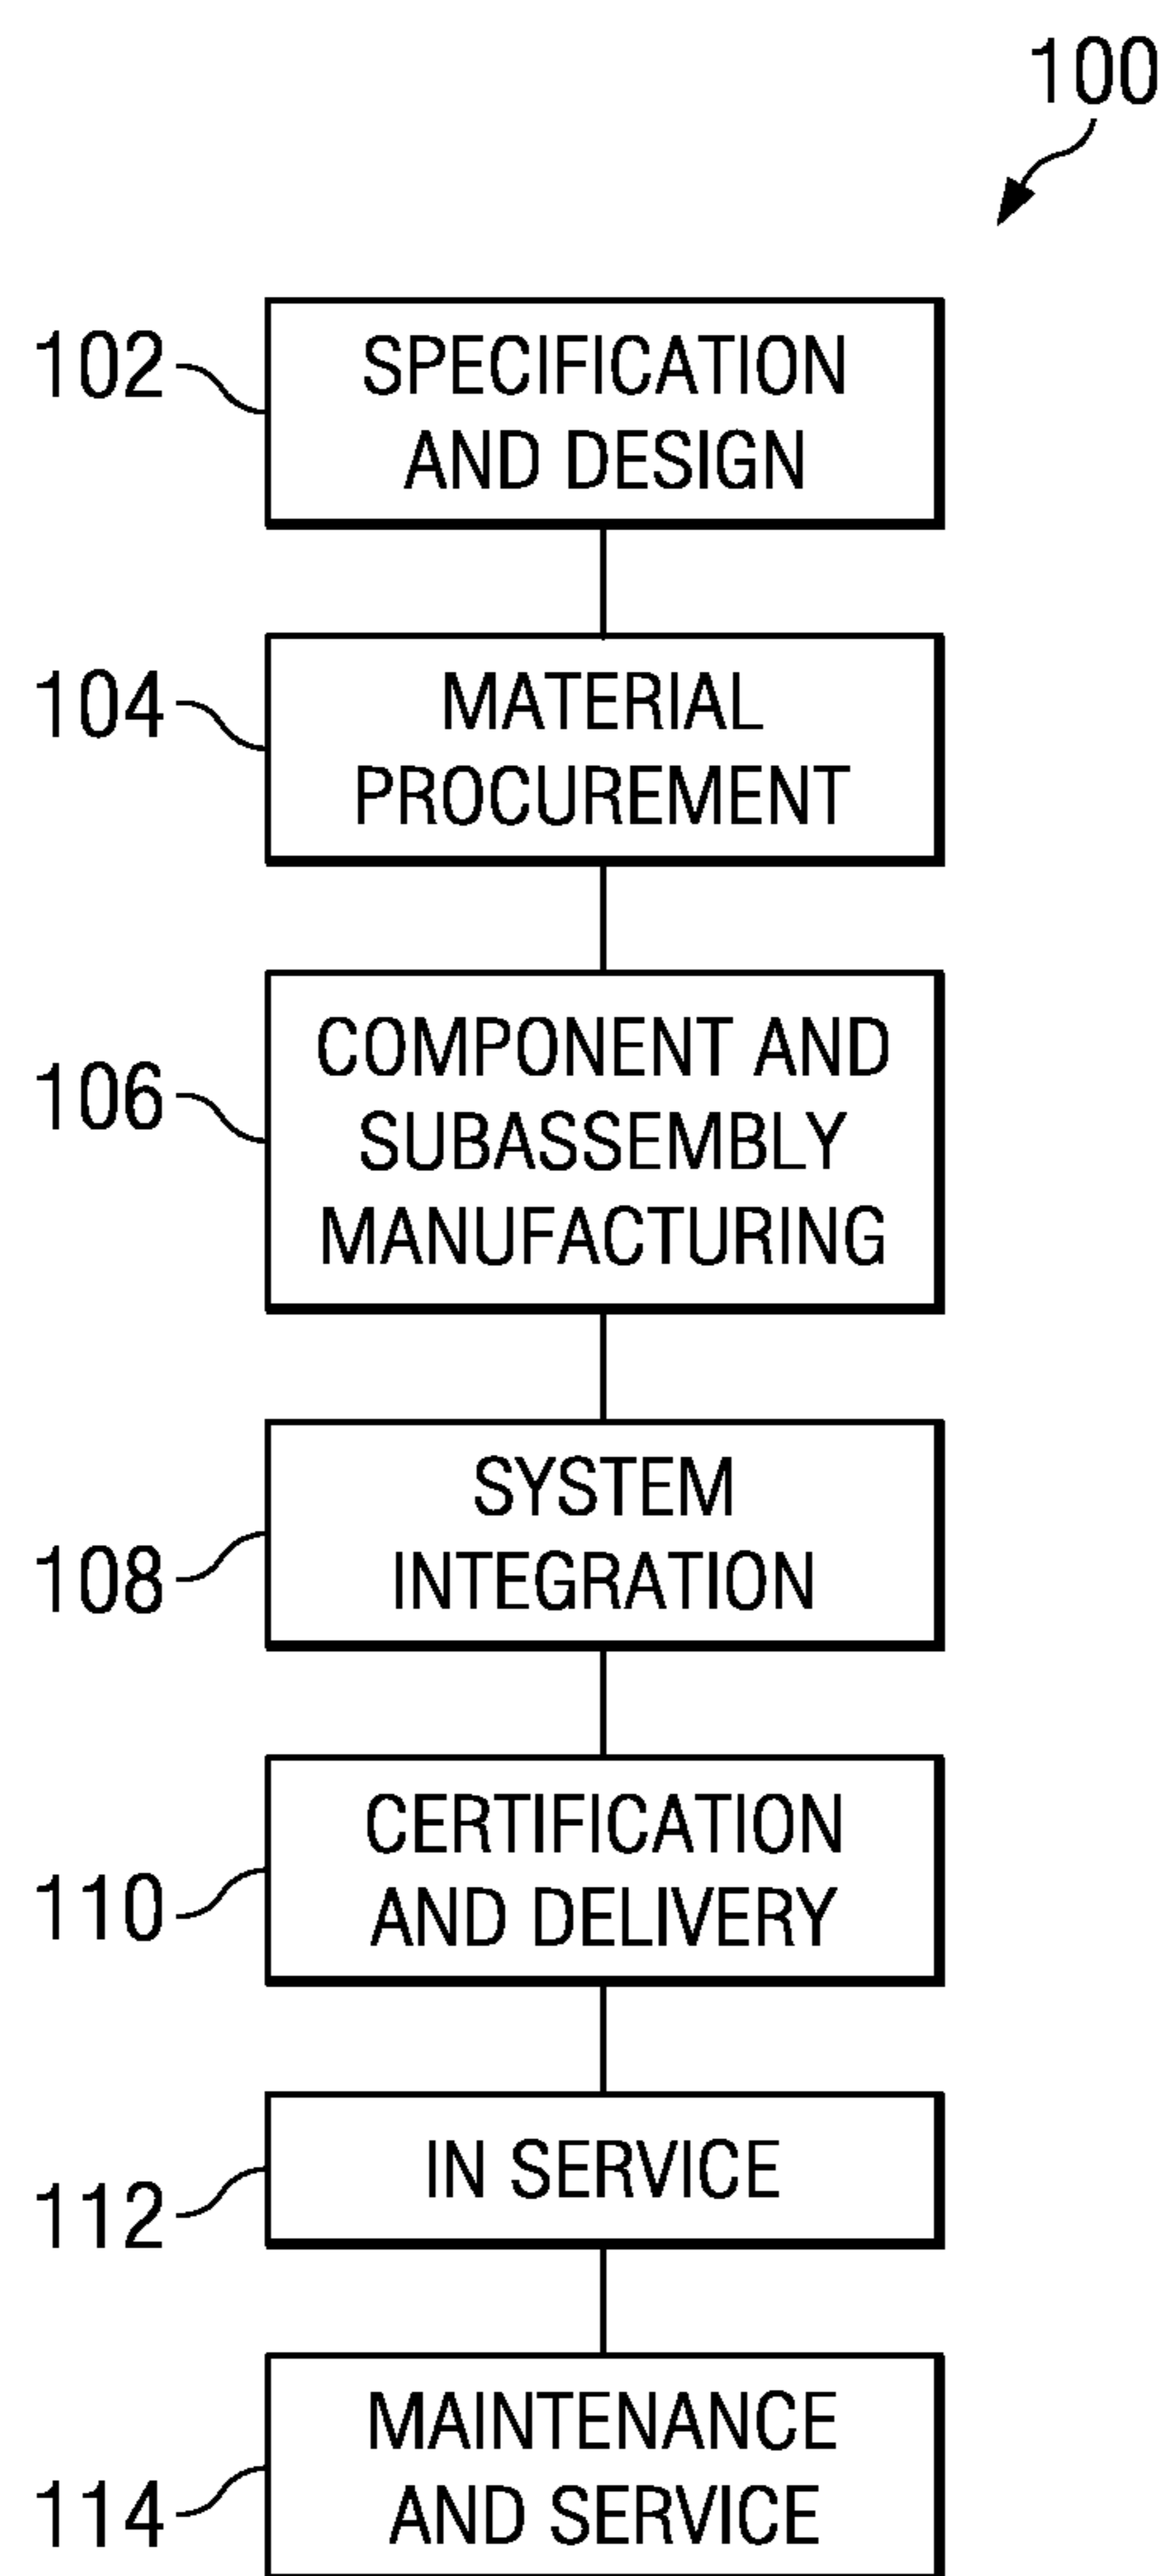 100
102
SPECIFICATION
AND DESIGN
104
MATERIAL
PROCUREMENT
106
COMPONENT AND
SUBASSEMBLY
MANUFACTURING
108
SYSTEM
INTEGRATION
110
CERTIFICATION
AND DELIVERY
112
IN SERVICE
114
MAINTENANCE
AND SERVICE